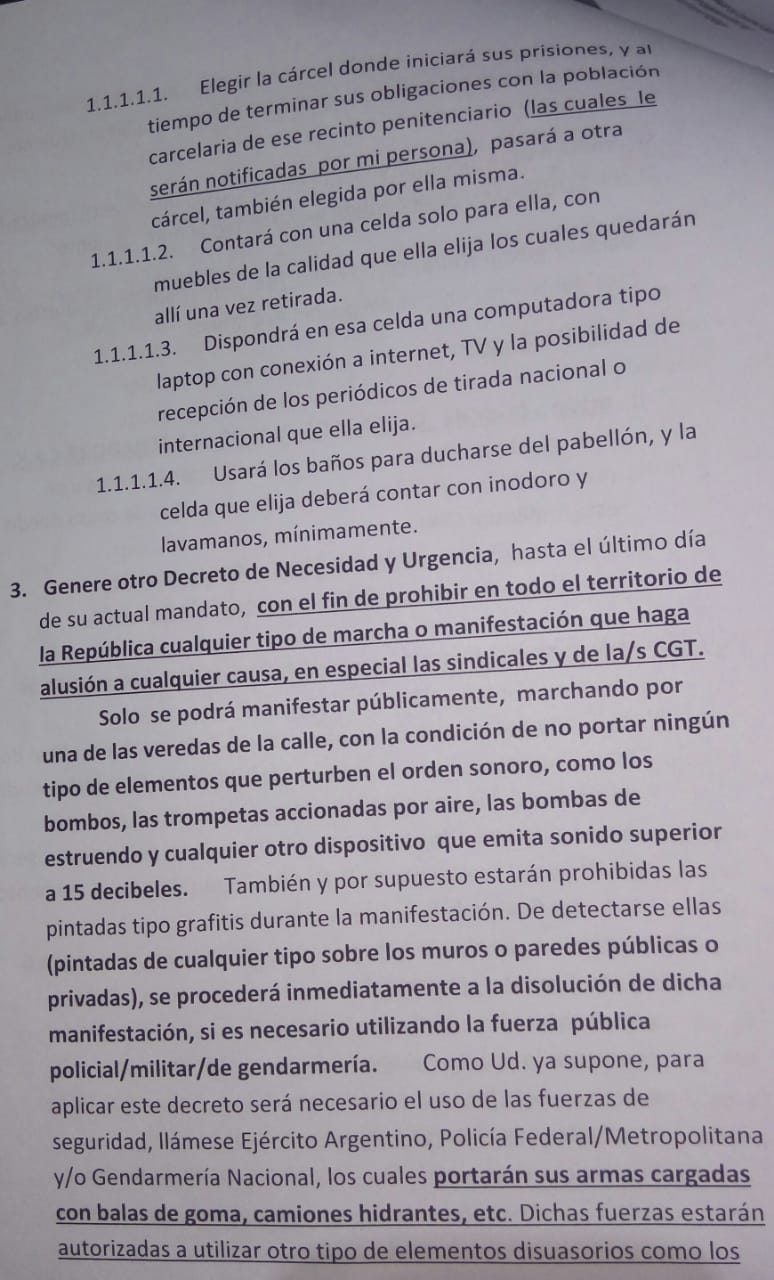 1.1.1.1.1. Elegir la cárcel donde iniciará sus prisiones, y al
tiempo de terminar sus obligaciones con la población
carcelaria de ese recinto penitenciario (las cuales le
serán notificadas por mi persona), pasará a otra
cárcel, también elegida por ella misma.
1.1.1.1.2. Contará con una celda solo para ella, con
muebles de la calidad que ella elija los cuales quedarán
allí una vez retirada.
1.1.1.1.3. Dispondrá en esa celda una computadora tipo
laptop con conexión a internet, TV y la posibilidad de
recepción de los periódicos de tirada nacional o
internacional que ella elija.
1.1.1.1.4. Usará los baños para ducharse del pabellón, y la
celda que elija deberá contar con inodoro y
lavamanos, mínimamente.
3. Genere otro Decreto de Necesidad y Urgencia, hasta el último día
de su actual mandato, con el fin de prohibir en todo el territorio de
la República cualquier tipo de marcha o manifestación que haga
alusión a cualquier causa, en especial las sindicales y de la/s CGT.
Solo se podrá manifestar públicamente, marchando por
una de las veredas de la calle, con la condición de no portar ningún
tipo de elementos que perturben el orden sonoro, como los
bombos, las trompetas accionadas por aire, las bombas de
estruendo y cualquier otro dispositivo que emita sonido superior
a 15 decibeles. También y por supuesto estarán prohibidas las
pintadas tipo grafitis durante la manifestación. De detectarse ellas
(pintadas de cualquier tipo sobre los muros o paredes públicas o
privadas), se procederá inmediatamente a la disolución de dicha
manifestación, si es necesario utilizando la fuerza pública
policial/militar/de gendarmería. Como Ud. ya supone, para
aplicar este decreto será necesario el uso de las fuerzas de
seguridad, llámese Ejército Argentino, Policía Federal/Metropolitana
y/o Gendarmería Nacional, los cuales portarán sus armas cargadas
con balas de goma, camiones hidrantes, etc. Dichas fuerzas estarán
autorizadas a utilizar otro tipo de elementos disuasorios como los